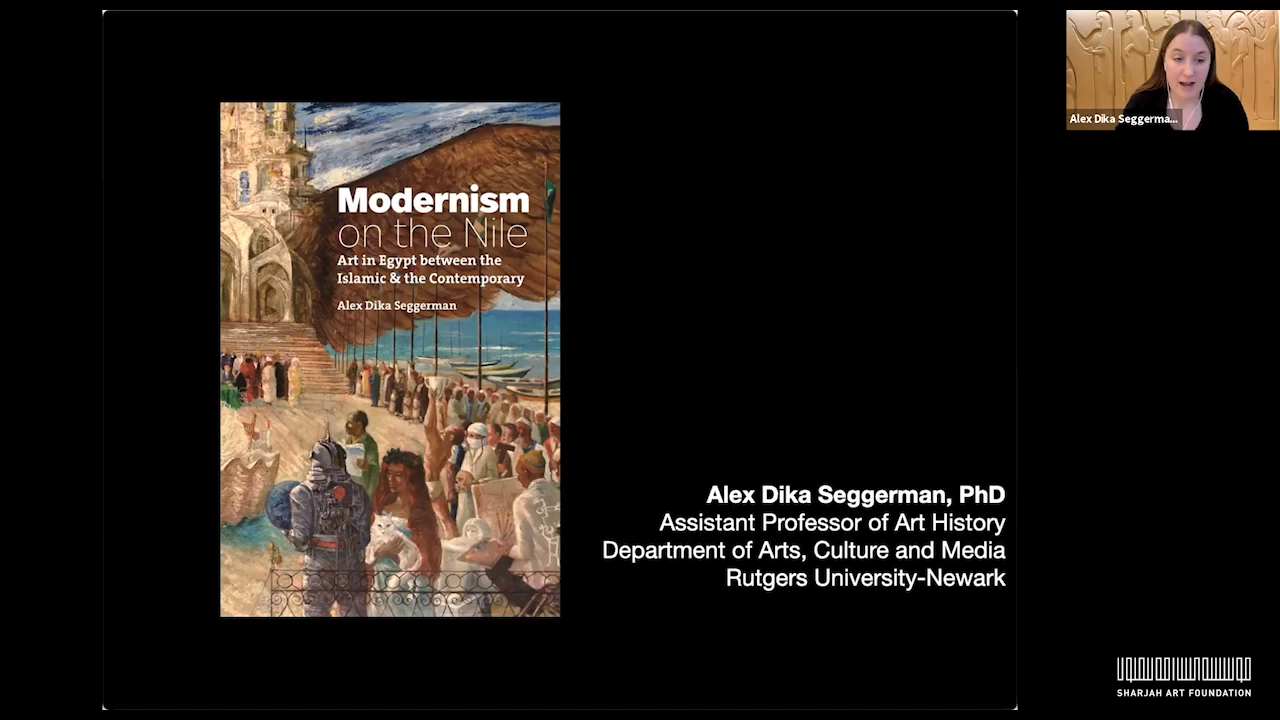 Modernism
on the Nile
Art in Egypt between the
Islamic & the Contemporary
Alex Dika Seggerman
Alex Dika Seggerman, PhD
Assistant Professor of Art History
Department of Arts, Culture and Media
Rutgers University-Newark
Alex Dika Seggerma...
SHARJAH ART FOUNDATION